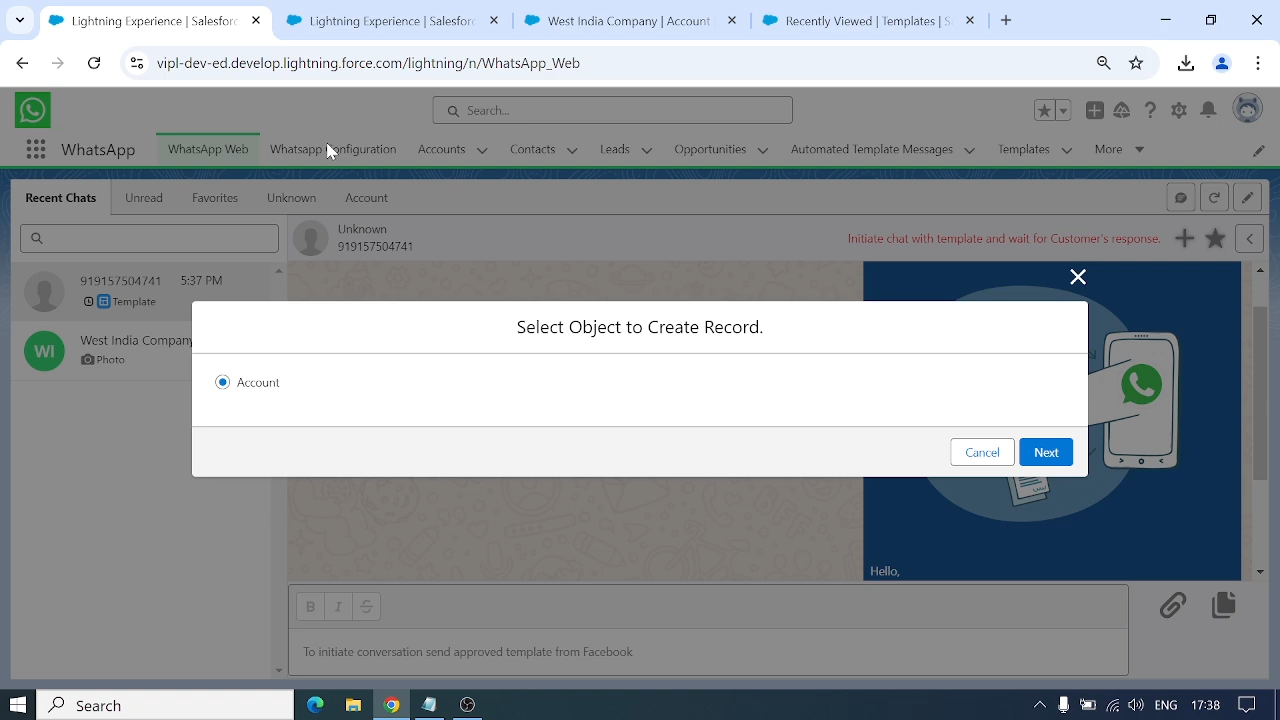 Lightning Experience | Salesforc
Lightning Experience | Salesforc
West India Company | Account
Recently Viewed | Templates | S
vipl-dev-ed.develop.lightning.force.com/lightning/n/WhatsApp_Web
Search...
WhatsApp
WhatsApp Web
Whatsapp onfiguration
Accounts
Contacts
Leads
Opportunities
Automated Template Messages
Templates
More
Recent Chats
Unread
Favorites
Unknown
Account
Unknown
919157504741
Initiate chat with template and wait for Customer's response.
919157504741 5:37 PM
Template
WI
West India Company
Photo
Select Object to Create Record.
Account
Cancel
Next
Hello,
B I S
To initiate conversation send approved template from Facebook
Search
ENG
17:38